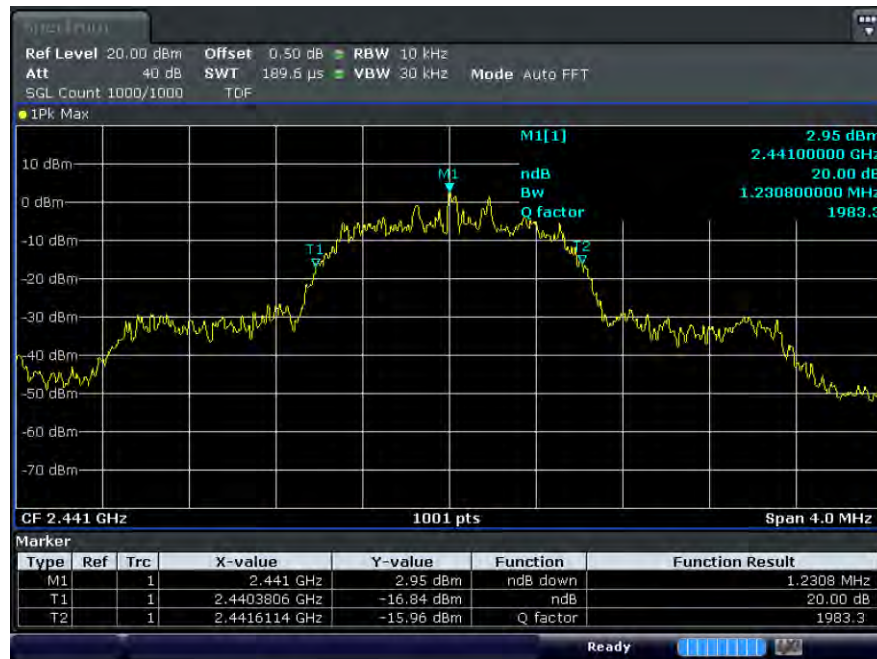 Spectrum
Ref Level 20.00 dBm Offset 0.50 dB RBW 10 kHz
Att 40 dB SWT 189.6 µs VBW 30 kHz Mode Auto FFT
SGL Count 1000/1000 TDF
1Pk Max
M1[1] 2.95 dBm
2.44100000 GHz
10 dBm
M1 ndB 20.00 dB
Bw 1.230800000 MHz
0 dBm
Q factor 1983.3
-10 dBm
T1 T2
-20 dBm
-30 dBm
-40 dBm
-50 dBm
-60 dBm
-70 dBm
CF 2.441 GHz 1001 pts Span 4.0 MHz
Marker
Type Ref Trc X-value Y-value Function Function Result
M1 1 2.441 GHz 2.95 dBm ndB down 1.2308 MHz
T1 1 2.4403806 GHz -16.84 dBm ndB 20.00 dB
T2 1 2.4416114 GHz -15.96 dBm Q factor 1983.3
Ready